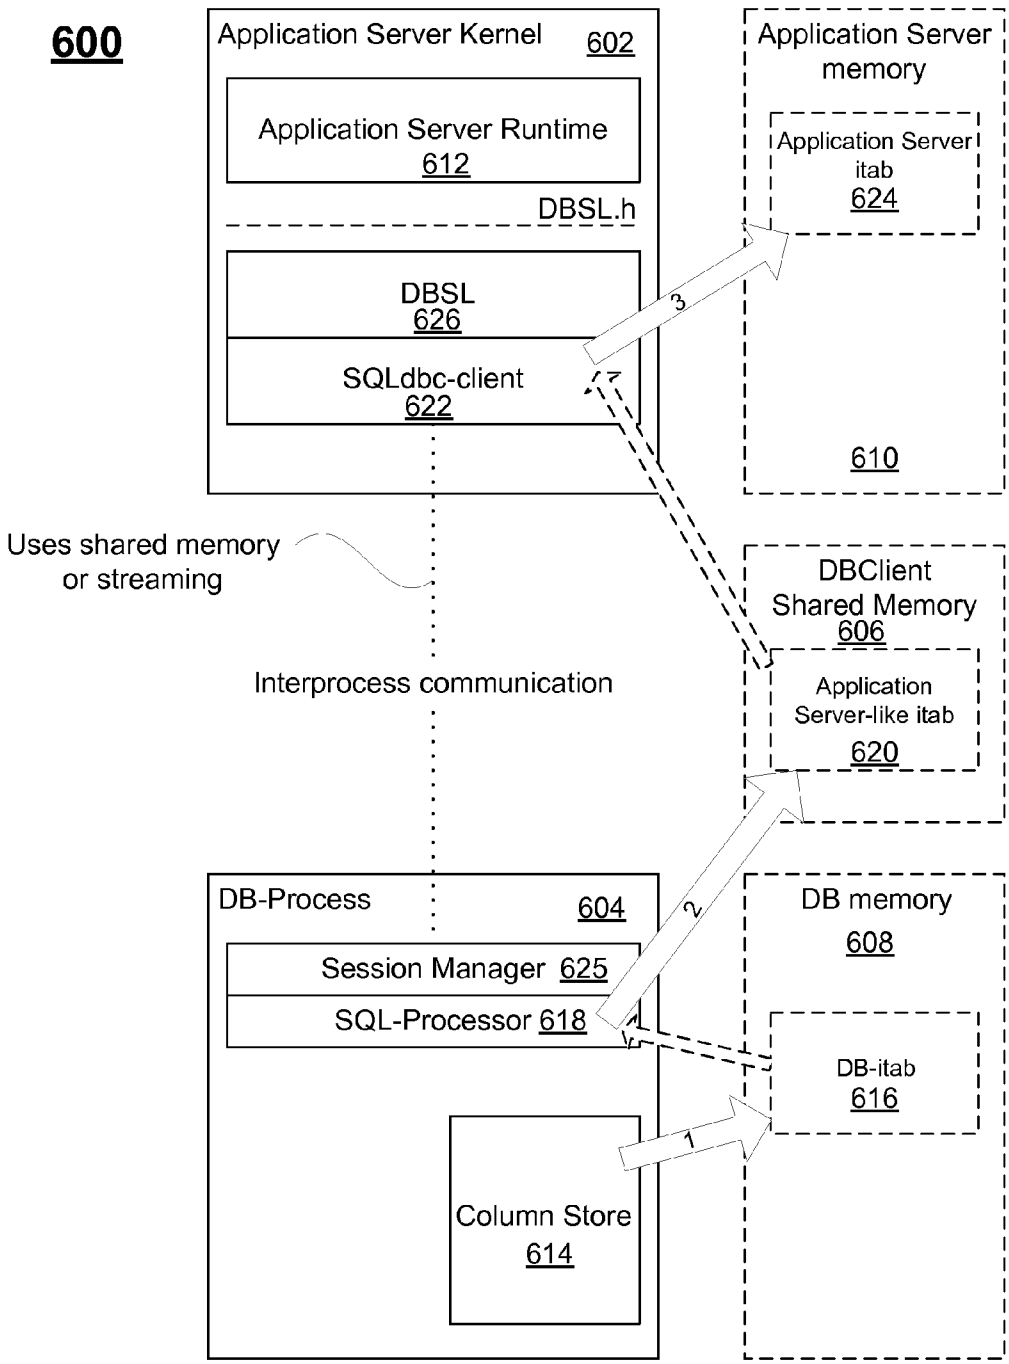 600
Application Server Kernel
602
Application Server Runtime
612
DBSL.h
DBSL
626
SQLdbc-client
622
Application Server
memory
Application Server
itab
624
3
610
Uses shared memory
or streaming
Interprocess communication
DBClient
Shared Memory
606
Application
Server-like itab
620
2
DB-Process
604
Session Manager 625
SQL-Processor 618
Column Store
614
1
DB memory
608
DB-itab
616